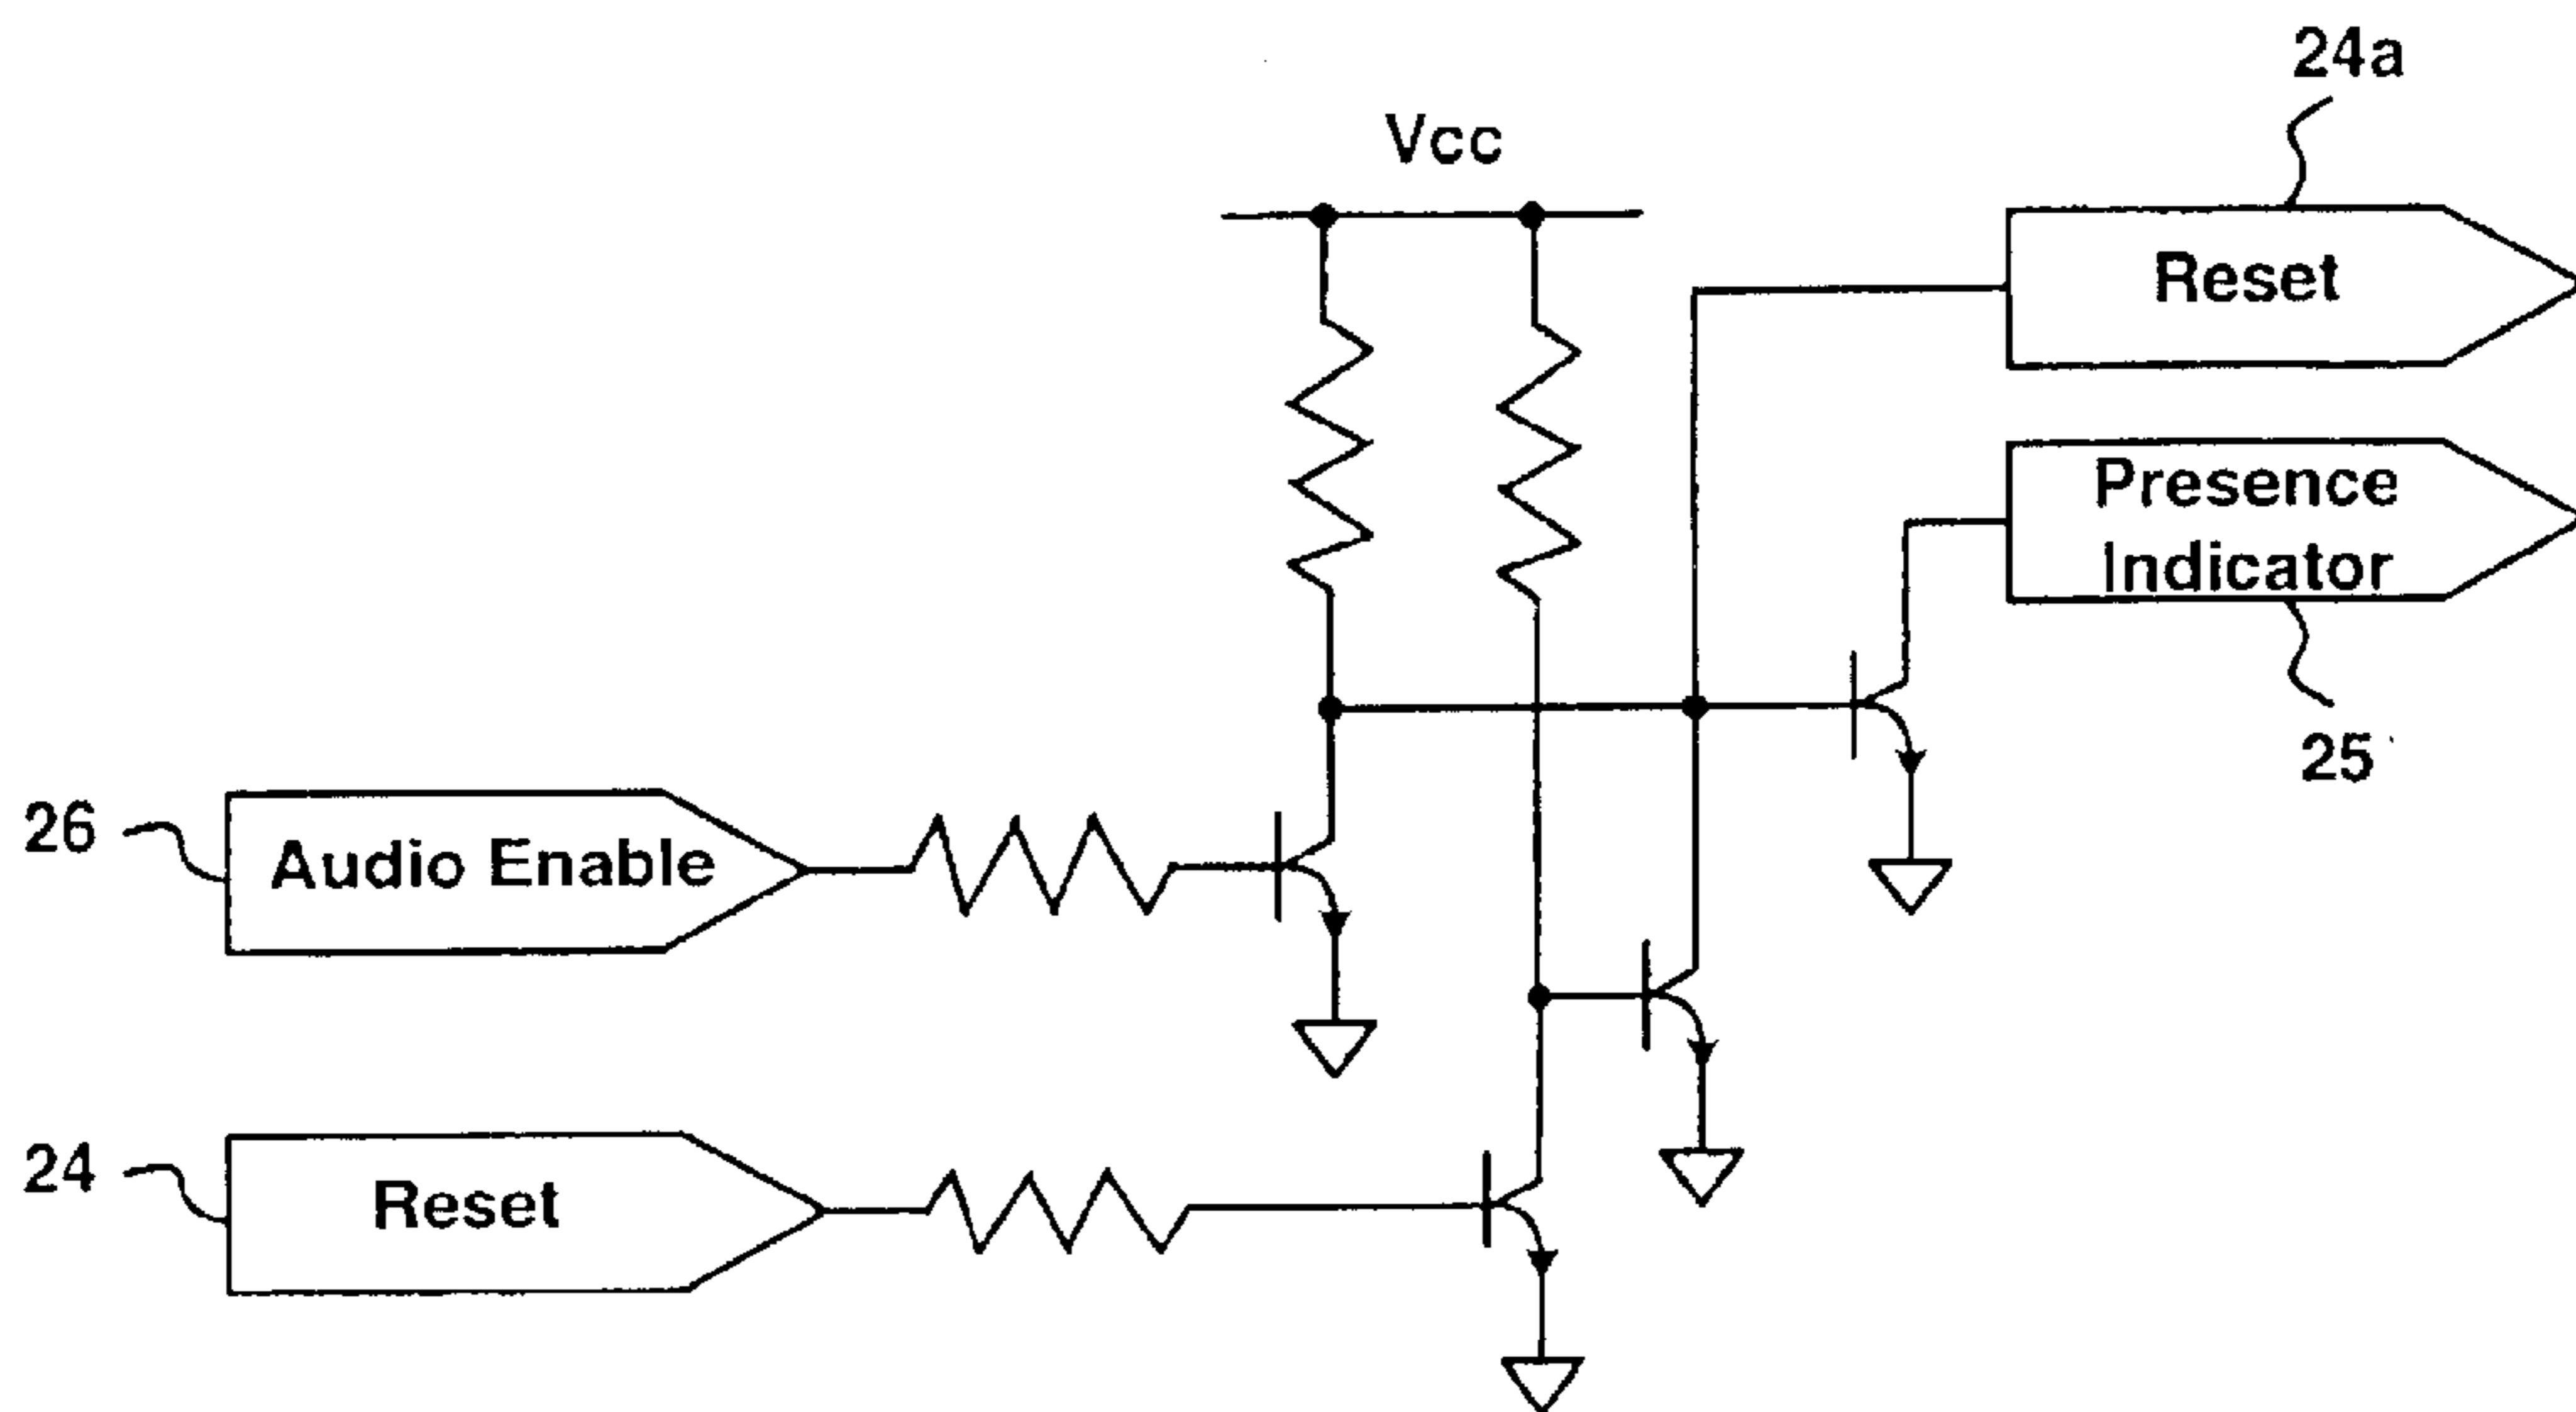 24a
Vcc
Reset
Presence
Indicator
25
26
Audio Enable
24
Reset